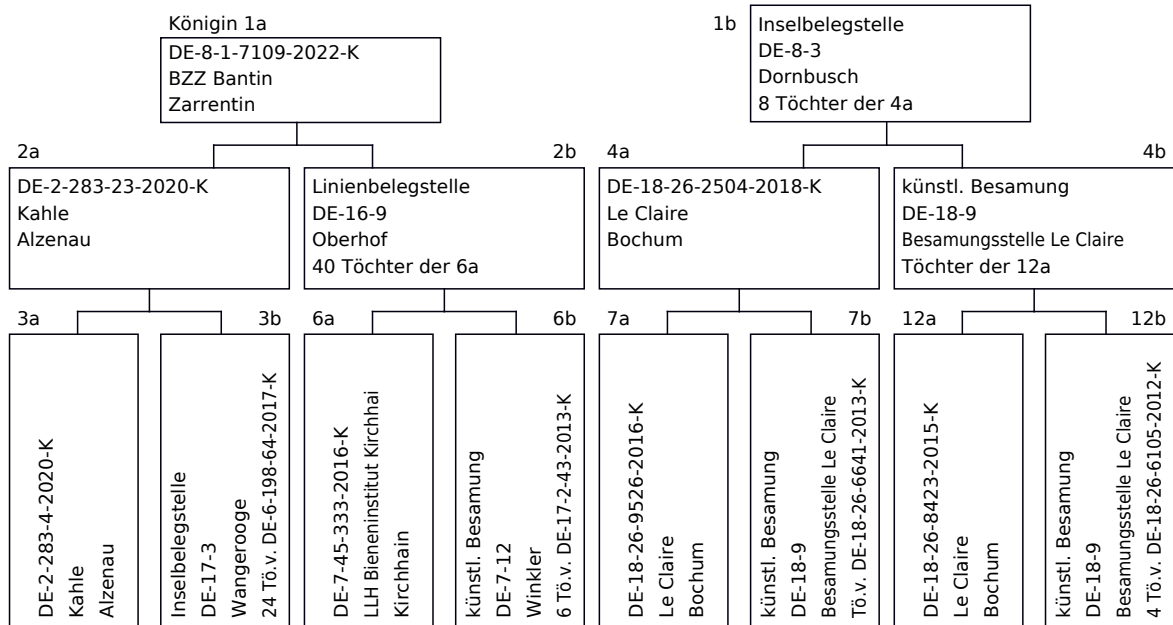 Königin 1a
DE-8-1-7109-2022-K
BZZ Bantin
Zarrentin
1b
Inselbelegstelle
DE-8-3
Dornbusch
8 Töchter der 4a
2a
DE-2-283-23-2020-K
Kahle
Alzenau
2b
Linienbelegstelle
DE-16-9
Oberhof
40 Töchter der 6a
4a
DE-18-26-2504-2018-K
Le Claire
Bochum
4b
künstl. Besamung
DE-18-9
Besamungsstelle Le Claire
Töchter der 12a
3a
DE-2-283-4-2020-K
Kahle
Alzenau
3b
Inselbelegstelle
DE-17-3
Wangerooge
24 Tö.v. DE-6-198-64-2017-K
6a
DE-7-45-333-2016-K
LLH Bieneninstitut Kirchhai
Kirchhain
6b
künstl. Besamung
DE-7-12
Winkler
6 Tö.v. DE-17-2-43-2013-K
7a
DE-18-26-9526-2016-K
Le Claire
Bochum
7b
künstl. Besamung
DE-18-9
Besamungsstelle Le Claire
Tö.v. DE-18-26-6641-2013-K
12a
DE-18-26-8423-2015-K
Le Claire
Bochum
12b
künstl. Besamung
DE-18-9
Besamungsstelle Le Claire
4 Tö.v. DE-18-26-6105-2012-K